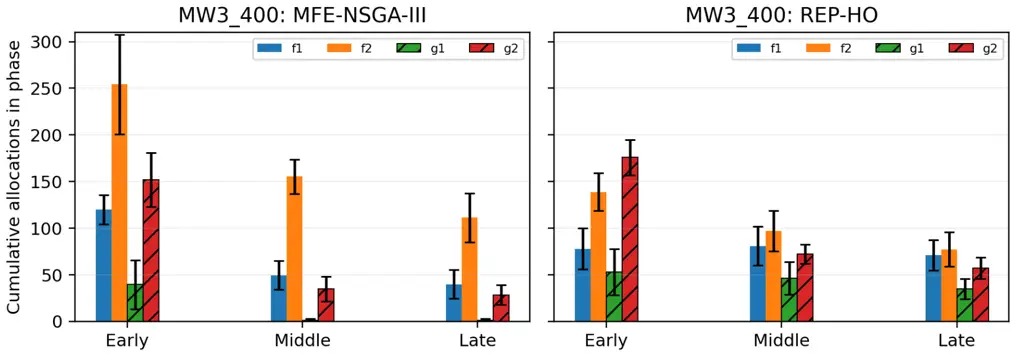 MW3_400: MFE-NSGA-III
MW3_400: REP-HO
Cumulative allocations in phase
300
250
200
150
100
50
0
f1 f2 g1 g2
f1 f2 g1 g2
Early Middle Late
Early Middle Late